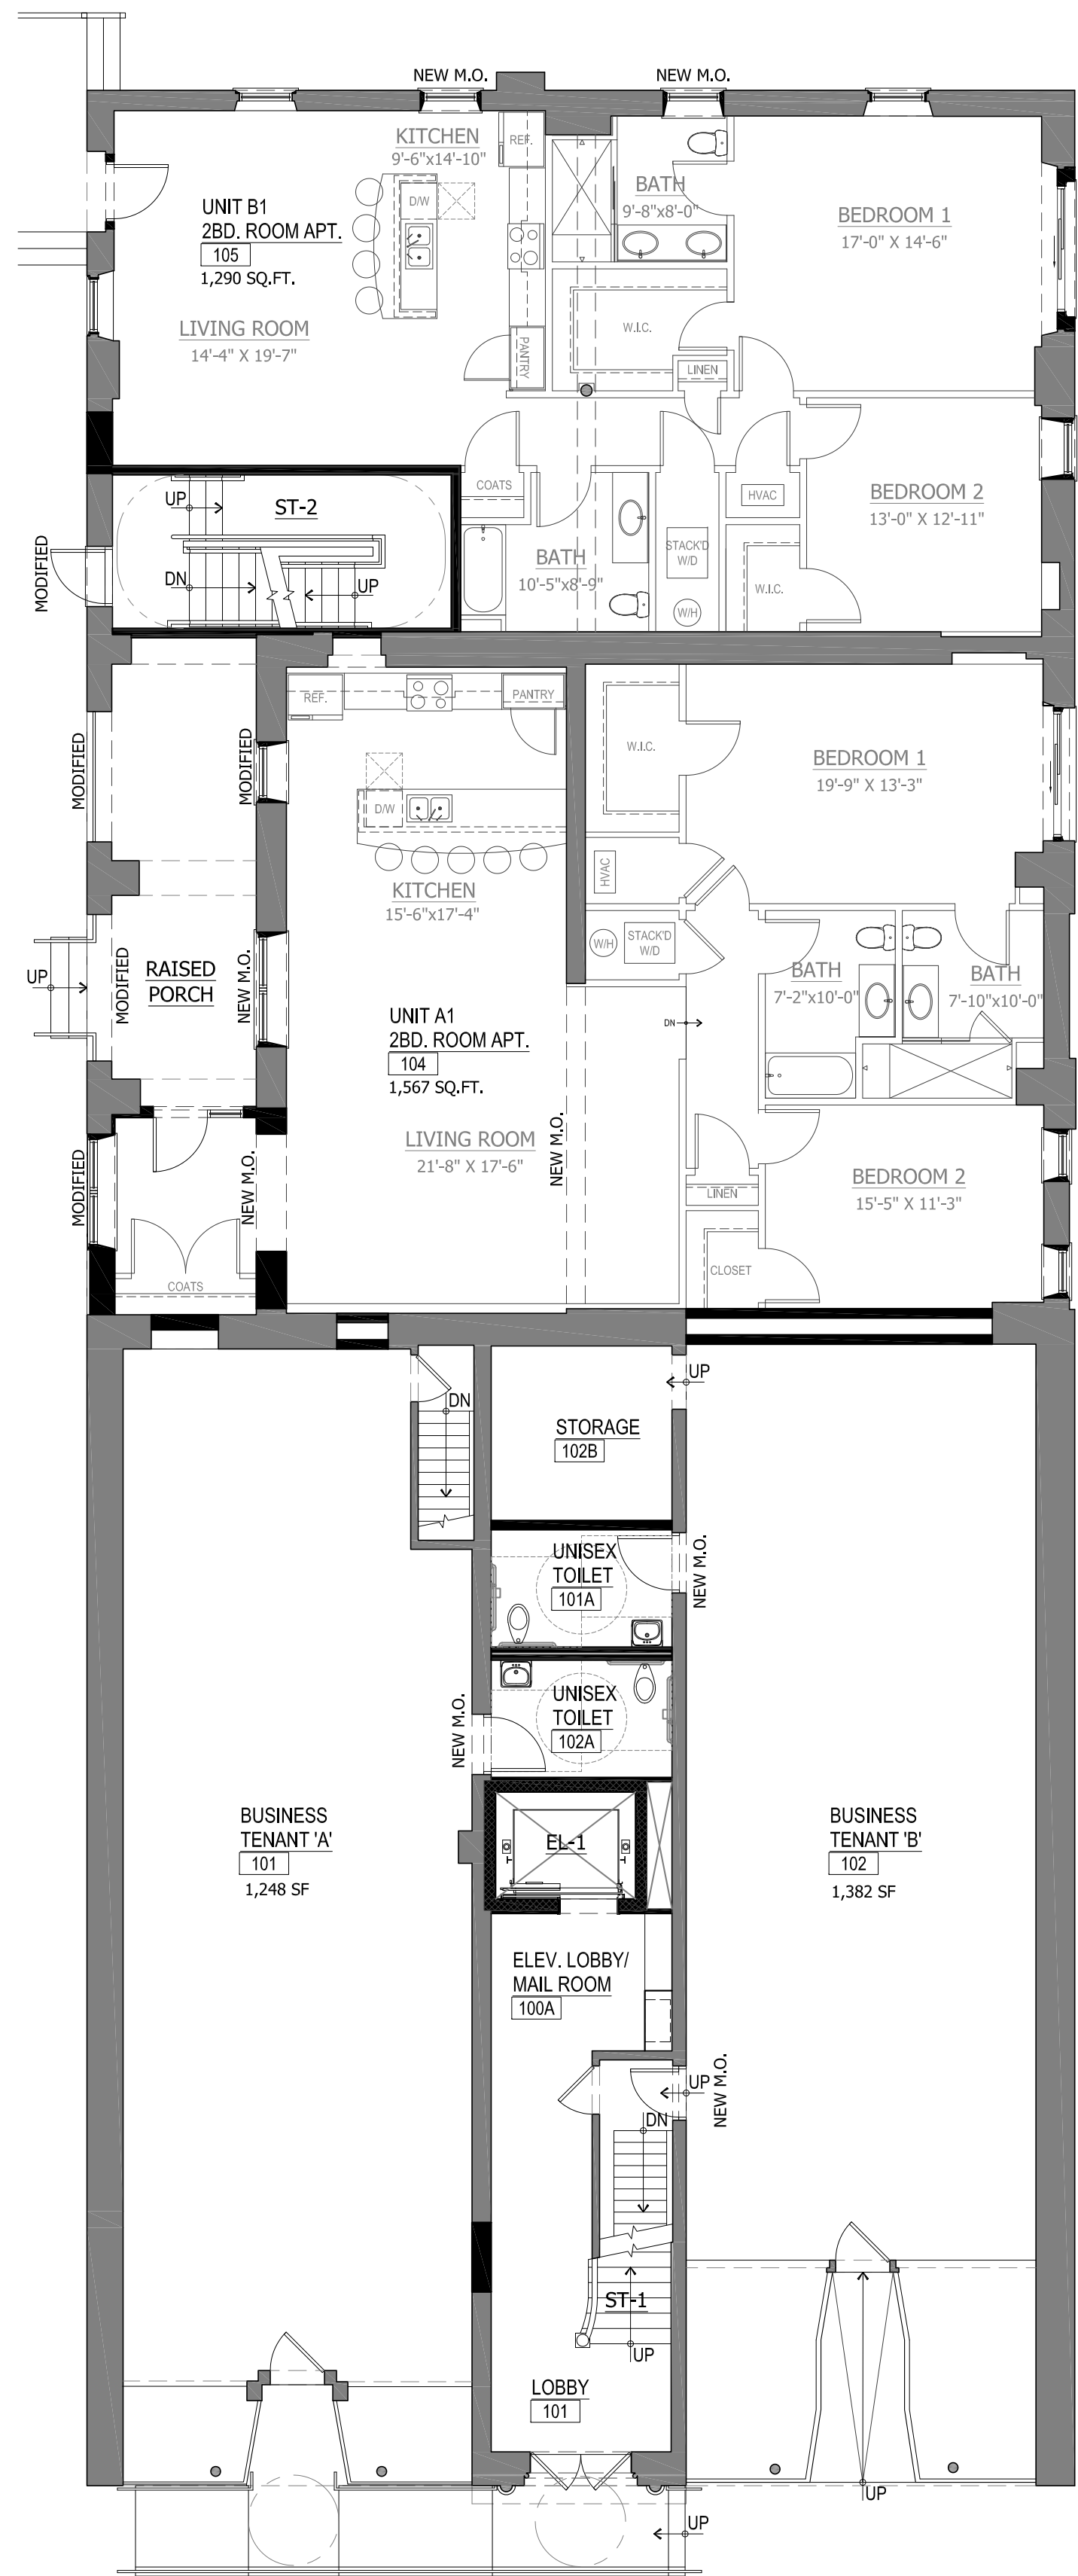 NEW M.O.
NEW M.O.
KITCHEN
9'-6"x14'-10"
REF.
D/W
UNIT B1
2BD. ROOM APT.
105
1,290 SQ.FT.
BATH
9'-8"x8'-0"
BEDROOM 1
17'-0" X 14'-6"
LIVING ROOM
14'-4" X 19'-7"
PANTRY
W.I.C.
LINEN
COATS
HVAC
BEDROOM 2
13'-0" X 12'-11"
UP
ST-2
DN
UP
MODIFIED
BATH
10'-5"x8'-9"
STACK'D
W/D
W/H
W.I.C.
REF.
PANTRY
D/W
KITCHEN
15'-6"x17'-4"
MODIFIED
MODIFIED
W.I.C.
BEDROOM 1
19'-9" X 13'-3"
HVAC
W/H
STACK'D
W/D
BATH
7'-2"x10'-0"
BATH
7'-10"x10'-0"
UP
MODIFIED
RAISED
PORCH
NEW M.O.
UNIT A1
2BD. ROOM APT.
104
1,567 SQ.FT.
DN
LIVING ROOM
21'-8" X 17'-6"
NEW M.O.
MODIFIED
NEW M.O.
COATS
LINEN
BEDROOM 2
15'-5" X 11'-3"
CLOSET
DN
UP
STORAGE
102B
UNISEX
TOILET
101A
NEW M.O.
UNISEX
TOILET
102A
NEW M.O.
EL-1
BUSINESS
TENANT 'A'
101
1,248 SF
BUSINESS
TENANT 'B'
102
1,382 SF
ELEV. LOBBY/
MAIL ROOM
100A
UP
NEW M.O.
DN
ST-1
UP
LOBBY
101
UP
UP